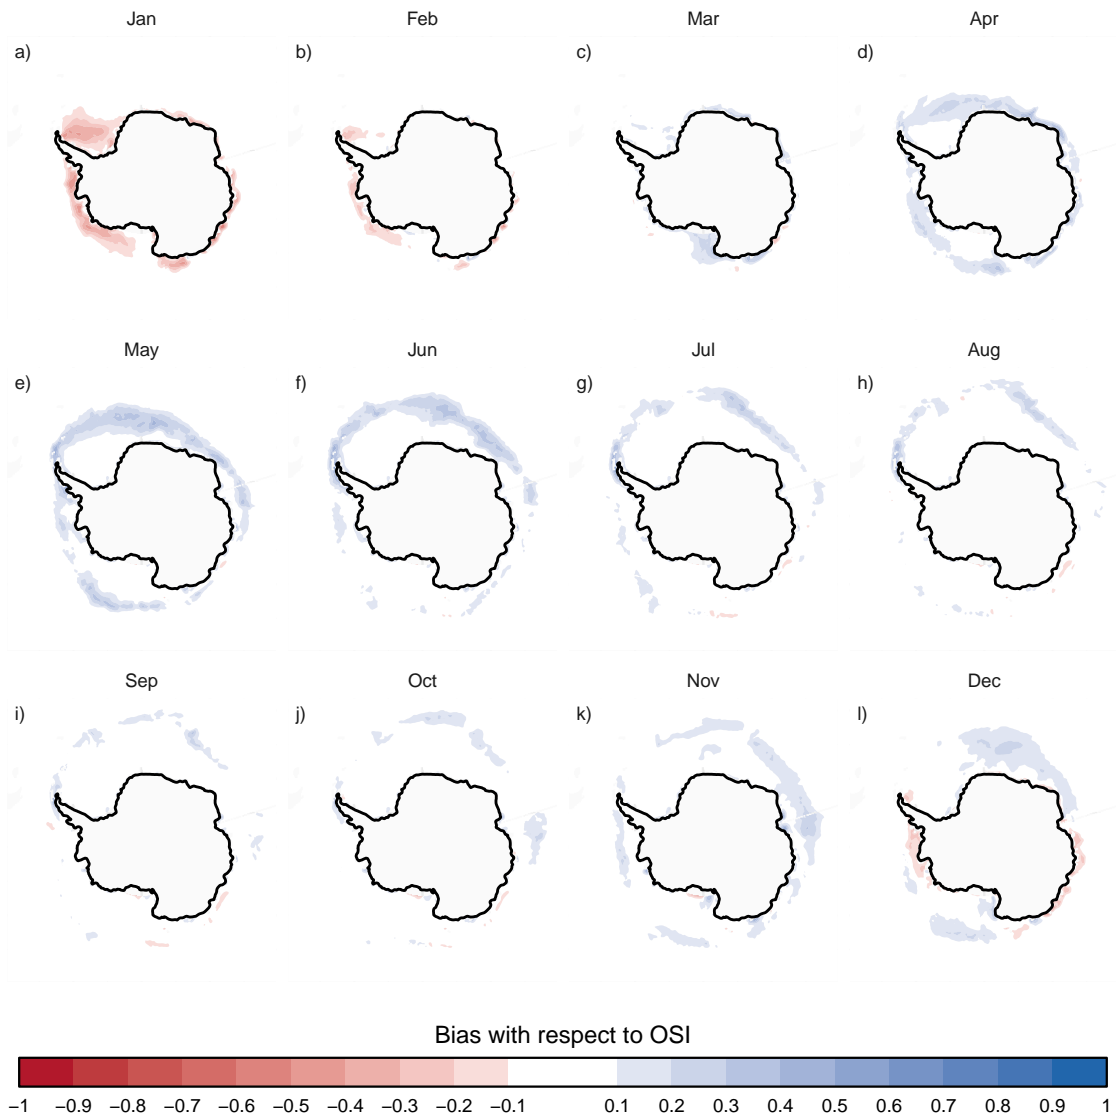 Jan Feb Mar Apr
a) b) c) d)
May Jun Jul Aug
e) f) g) h)
Sep Oct Nov Dec
i) j) k) l)
Bias with respect to OSI
−1 −0.9 −0.8 −0.7 −0.6 −0.5 −0.4 −0.3 −0.2 −0.1 0.1 0.2 0.3 0.4 0.5 0.6 0.7 0.8 0.9 1